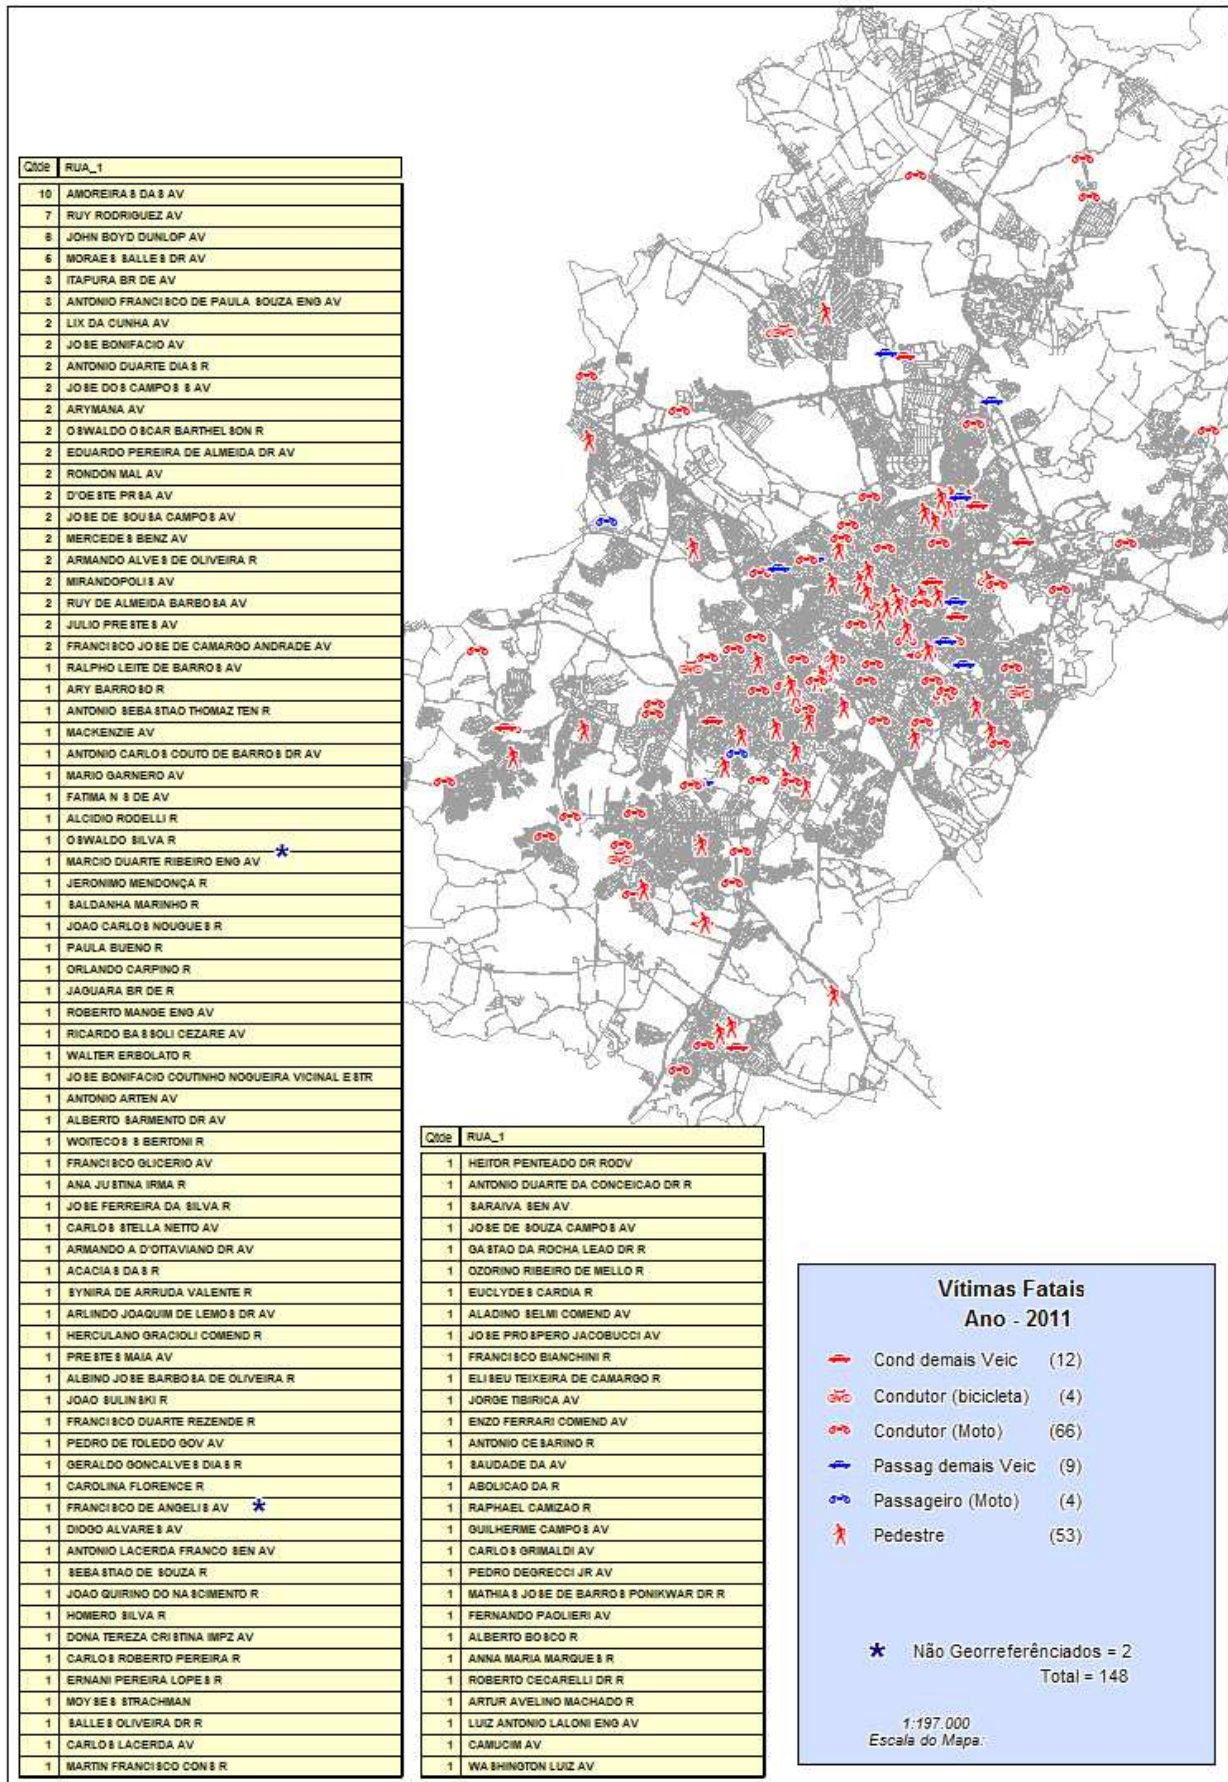 Qtde RUA_1
10 AMOREIRAS DAS AV
7 RUY RODRIGUEZ AV
6 JOHN BOYD DUNLOP AV
5 MORAES SALLES DR AV
3 ITAPURA BR DE AV
3 ANTONIO FRANCISCO DE PAULA SOUZA ENG AV
2 LIX DA CUNHA AV
2 JOSE BONIFACIO AV
2 ANTONIO DUARTE DIAS R
2 JOSE DOS CAMPOS S AV
2 ARYMANA AV
2 OSWALDO OSCAR BARTHELSON R
2 EDUARDO PEREIRA DE ALMEIDA DR AV
2 RONDON MAL AV
2 D'OESTE PRSA AV
2 JOSE DE SOUSA CAMPOS AV
2 MERCEDES BENZ AV
2 ARMANDO ALVES DE OLIVEIRA R
2 MIRANDOPOLIS AV
2 RUY DE ALMEIDA BARBOSA AV
2 JULIO PRESTES AV
2 FRANCISCO JOSE DE CAMARGO ANDRADE AV
1 RALPHO LEITE DE BARROS AV
1 ARY BARROSO R
1 ANTONIO SEBASTIAO THOMAZ TEN R
1 MACKENZIE AV
1 ANTONIO CARLOS COUTO DE BARROS DR AV
1 MARIO GARNERO AV
1 FATIMA N S DE AV
1 ALCIDIO RODELLI R
1 OSWALDO SILVA R
1 MARCIO DUARTE RIBEIRO ENG AV *
1 JERONIMO MENDONÇA R
1 SALDANHA MARINHO R
1 JOAO CARLOS NOUGUES R
1 PAULA BUENO R
1 ORLANDO CARPINO R
1 JAGUARA BR DE R
1 ROBERTO MANGE ENG AV
1 RICARDO BASSOLI CEZARE AV
1 WALTER ERBOLATO R
1 JOSE BONIFACIO COUTINHO NOGUEIRA VICINAL ESTR
1 ANTONIO ARTEN AV
1 ALBERTO SARMENTO DR AV
1 WOITECOS S BERTONI R
1 FRANCISCO GLICERIO AV
1 ANA JUSTINA IRMA R
1 JOSE FERREIRA DA SILVA R
1 CARLOS STELLA NETTO AV
1 ARMANDO A D'OTTAVIANO DR AV
1 ACACIAS DAS R
1 SYNIRA DE ARRUDA VALENTE R
1 ARLINDO JOAQUIM DE LEMOS DR AV
1 HERCULANO GRACIOLI COMEND R
1 PRESTES MAIA AV
1 ALBINO JOSE BARBOSA DE OLIVEIRA R
1 JOAO SULINSKI R
1 FRANCISCO DUARTE REZENDE R
1 PEDRO DE TOLEDO GOV AV
1 GERALDO GONCALVES DIAS R
1 CAROLINA FLORENCE R
1 FRANCISCO DE ANGELIS AV *
1 DIOGO ALVARES AV
1 ANTONIO LACERDA FRANCO SEN AV
1 SEBASTIAO DE SOUZA R
1 JOAO QUIRINO DO NASCIMENTO R
1 HOMERO SILVA R
1 DONA TEREZA CRISTINA IMPZ AV
1 CARLOS ROBERTO PEREIRA R
1 ERNANI PEREIRA LOPES R
1 MOYSES STRACHMAN
1 SALLES OLIVEIRA DR R
1 CARLOS LACERDA AV
1 MARTIN FRANCISCO CONS R
Qtde RUA_1
1 HEITOR PENTEADO DR RODV
1 ANTONIO DUARTE DA CONCEICAO DR R
1 SARAIVA SEN AV
1 JOSE DE SOUZA CAMPOS AV
1 GASTAO DA ROCHA LEAO DR R
1 OZORINO RIBEIRO DE MELLO R
1 EUCLYDES CARDIA R
1 ALADINO SELMI COMEND AV
1 JOSE PROSPERO JACOBUCCI AV
1 FRANCISCO BIANCHINI R
1 ELISEU TEIXEIRA DE CAMARGO R
1 JORGE TIBIRICA AV
1 ENZO FERRARI COMEND AV
1 ANTONIO CESARINO R
1 SAUDADE DA AV
1 ABOLICAO DA R
1 RAPHAEL CAMIZAO R
1 GUILHERME CAMPOS AV
1 CARLOS GRIMALDI AV
1 PEDRO DEGRECCI JR AV
1 MATHIAS JOSE DE BARROS PONIKWAR DR R
1 FERNANDO PAOLIERI AV
1 ALBERTO BOSCO R
1 ANNA MARIA MARQUES R
1 ROBERTO CECARELLI DR R
1 ARTUR AVELINO MACHADO R
1 LUIZ ANTONIO LALONI ENG AV
1 CAMUCIM AV
1 WASHINGTON LUIZ AV
Vítimas Fatais
Ano - 2011
Cond demais Veic (12)
Condutor (bicicleta) (4)
Condutor (Moto) (66)
Passag demais Veic (9)
Passageiro (Moto) (4)
Pedestre (53)
* Não Georreferênciados = 2
Total = 148
1:197.000
Escala do Mapa: